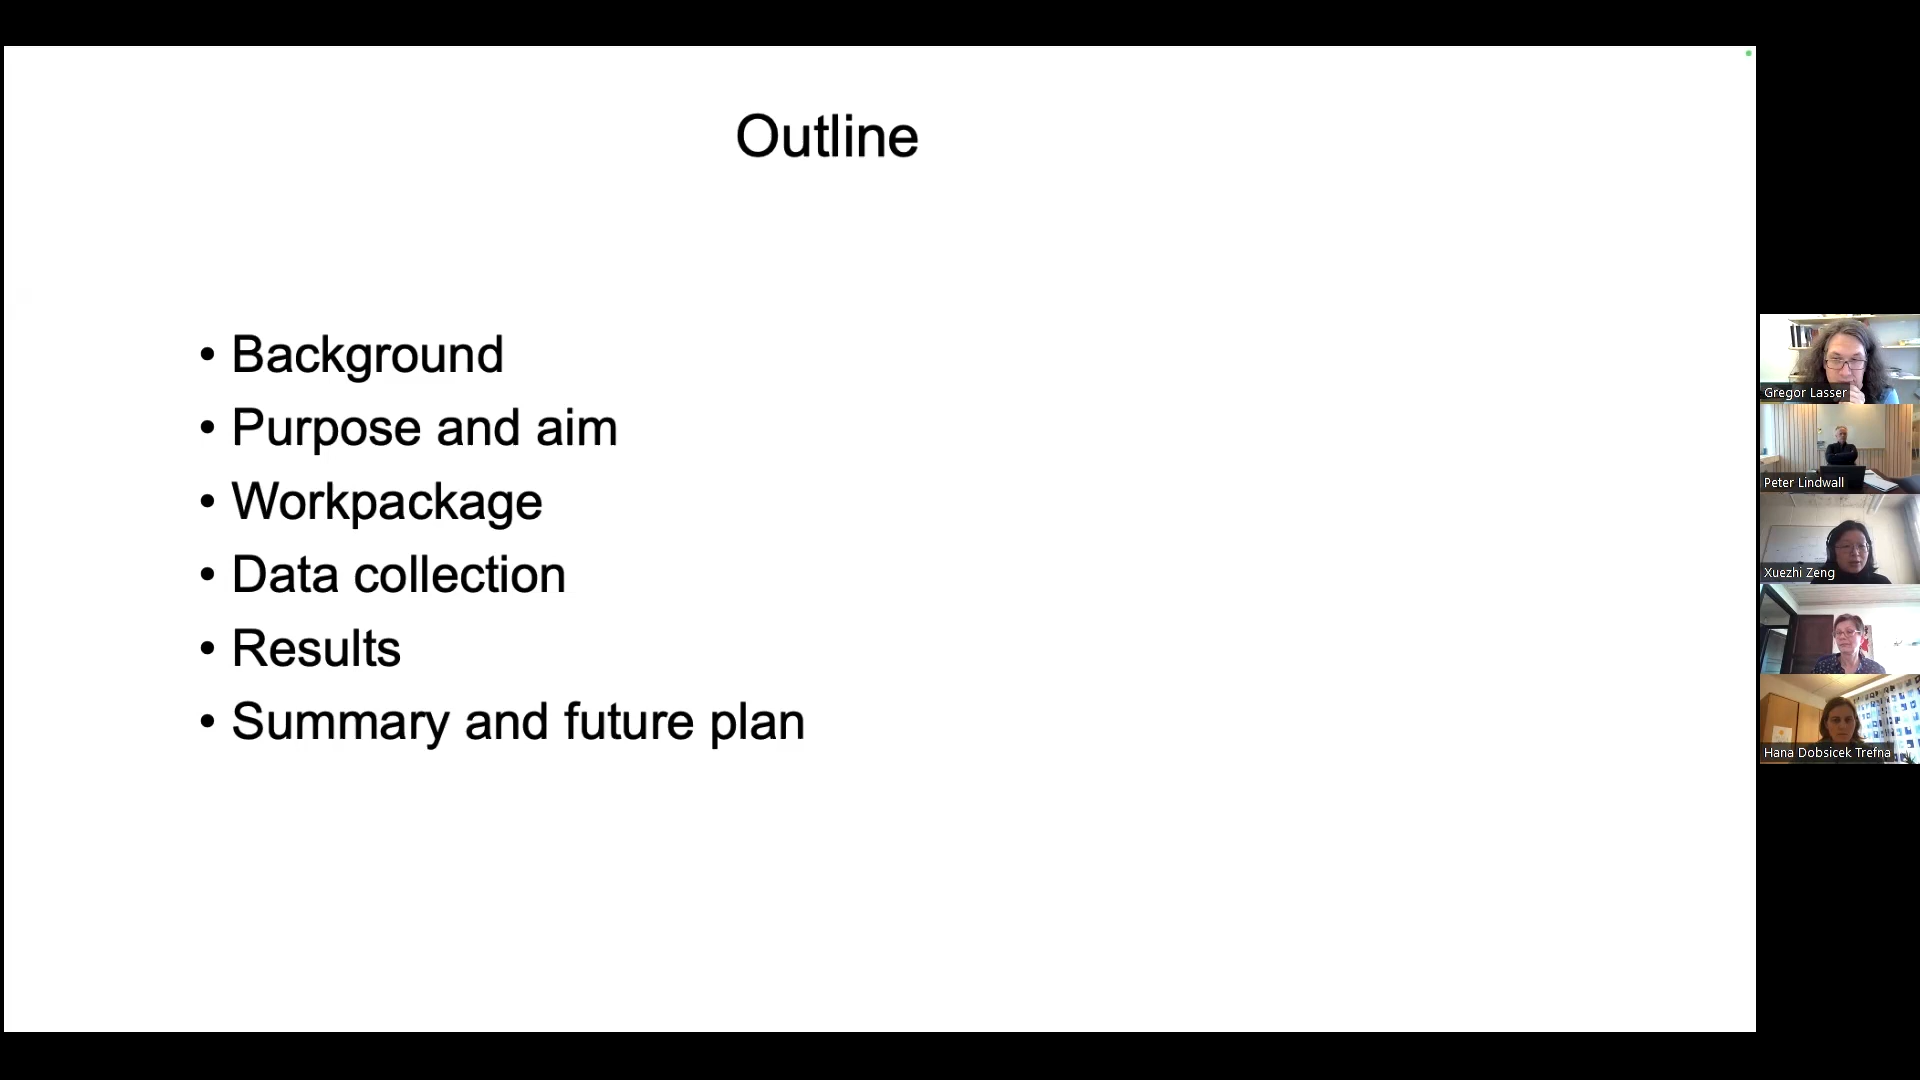 Outline
• Background
• Purpose and aim
• Workpackage
• Data collection
• Results
• Summary and future plan
Gregor Lasser
Peter Lindwall
Xuezhi Zeng
Hana Dobsicek Trefna